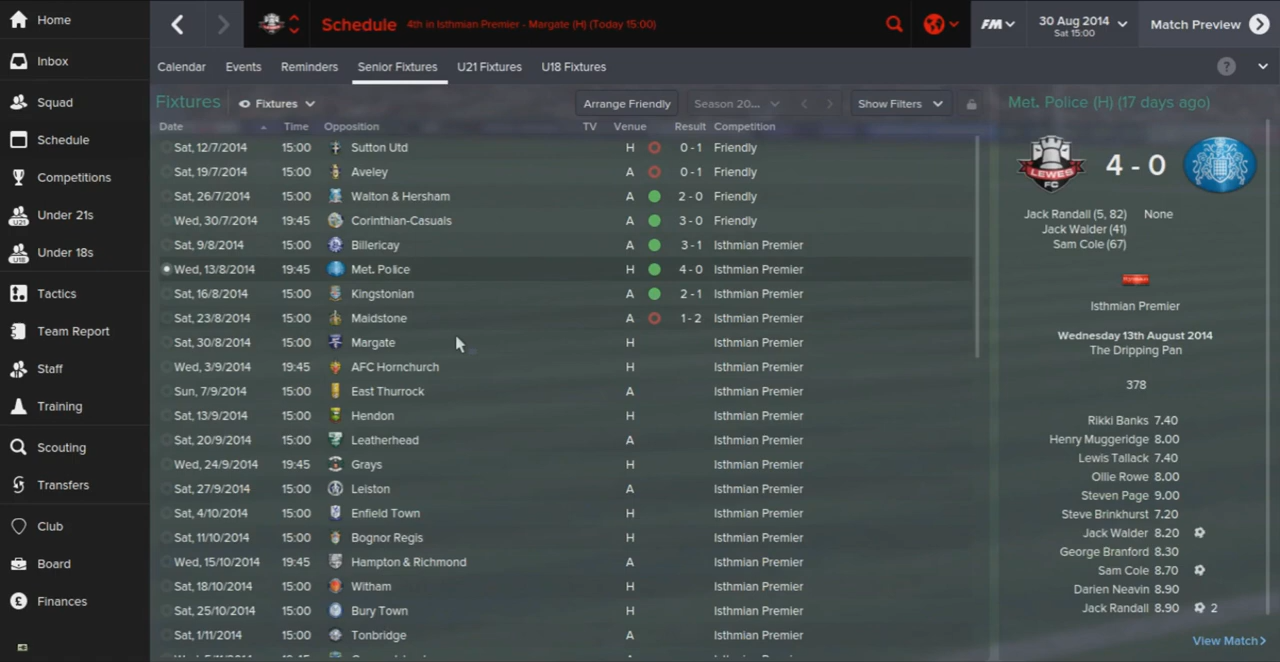 Home
Inbox
Squad
Schedule
Competitions
Under 21s
Under 18s
Tactics
Team Report
Staff
Training
Scouting
Transfers
Club
Board
Finances
Schedule 4th in Isthmian Premier - Margate (H) (Today 15:00)
FM 30 Aug 2014 Sat 15:00 Match Preview
Calendar Events Reminders Senior Fixtures U21 Fixtures U18 Fixtures ?
Fixtures Fixtures Arrange Friendly Season 20... Show Filters
Date Time Opposition TV Venue Result Competition
Sat, 12/7/2014 15:00 Sutton Utd H 0 - 1 Friendly
Sat, 19/7/2014 15:00 Aveley A 0 - 1 Friendly
Sat, 26/7/2014 15:00 Walton & Hersham A 2 - 0 Friendly
Wed, 30/7/2014 19:45 Corinthian-Casuals A 3 - 0 Friendly
Sat, 9/8/2014 15:00 Billericay A 3 - 1 Isthmian Premier
Wed, 13/8/2014 19:45 Met. Police H 4 - 0 Isthmian Premier
Sat, 16/8/2014 15:00 Kingstonian A 2 - 1 Isthmian Premier
Sat, 23/8/2014 15:00 Maidstone A 1 - 2 Isthmian Premier
Sat, 30/8/2014 15:00 Margate H Isthmian Premier
Wed, 3/9/2014 19:45 AFC Hornchurch H Isthmian Premier
Sun, 7/9/2014 15:00 East Thurrock A Isthmian Premier
Sat, 13/9/2014 15:00 Hendon H Isthmian Premier
Sat, 20/9/2014 15:00 Leatherhead A Isthmian Premier
Wed, 24/9/2014 19:45 Grays H Isthmian Premier
Sat, 27/9/2014 15:00 Leiston A Isthmian Premier
Sat, 4/10/2014 15:00 Enfield Town H Isthmian Premier
Sat, 11/10/2014 15:00 Bognor Regis H Isthmian Premier
Wed, 15/10/2014 19:45 Hampton & Richmond A Isthmian Premier
Sat, 18/10/2014 15:00 Witham H Isthmian Premier
Sat, 25/10/2014 15:00 Bury Town H Isthmian Premier
Sat, 1/11/2014 15:00 Tonbridge A Isthmian Premier
Met. Police (H) (17 days ago)
LEWES FC
4 - 0
Jack Randall (5, 82) None
Jack Walder (41)
Sam Cole (67)
Isthmian Premier
Wednesday 13th August 2014
The Dripping Pan
378
Rikki Banks 7.40
Henry Muggeridge 8.00
Lewis Tallack 7.40
Ollie Rowe 8.00
Steven Page 9.00
Steve Brinkhurst 7.20
Jack Walder 8.20
George Branford 8.30
Sam Cole 8.70
Darien Neavin 8.90
Jack Randall 8.90 2
View Match>